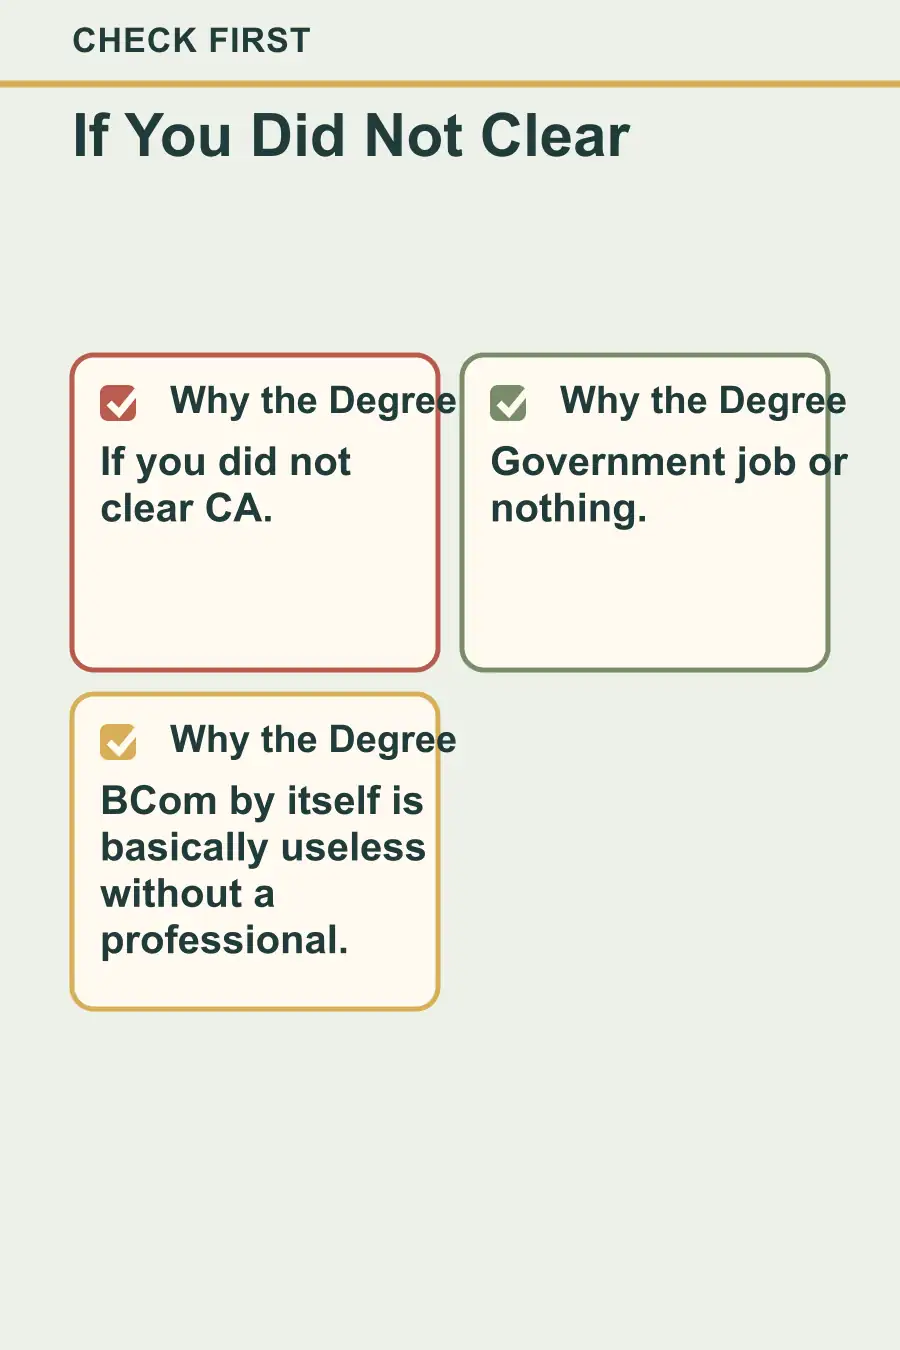 CHECK FIRST
If You Did Not Clear
Why the Degree
If you did not
clear CA.
Why the Degree
Government job or
nothing.
Why the Degree
BCom by itself is
basically useless
without a
professional.